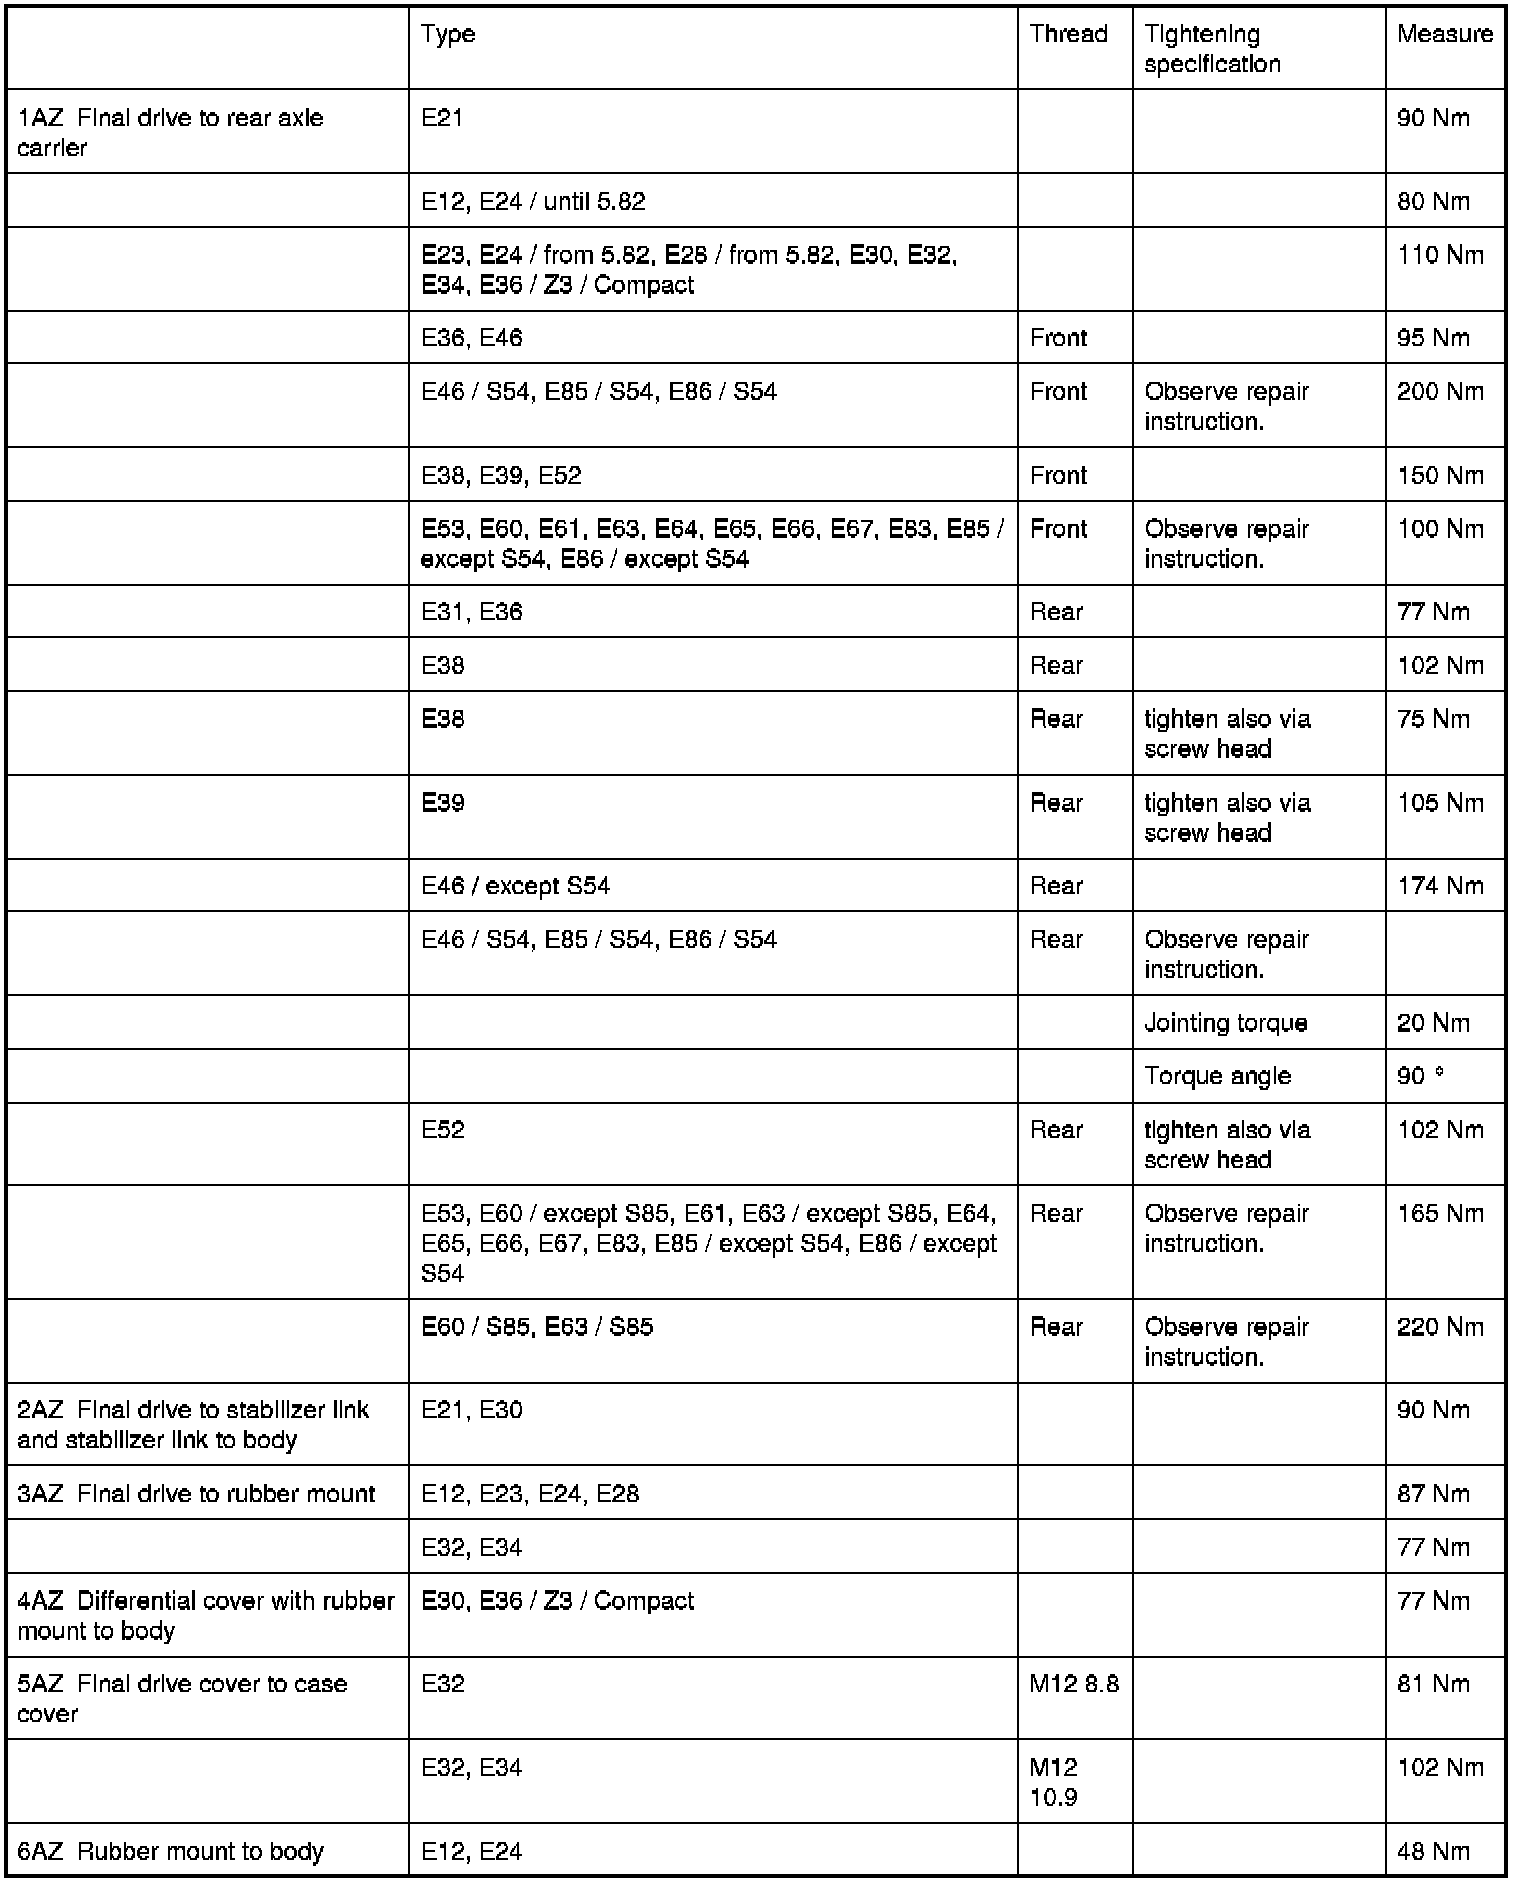 Type Thread Tightening specification Measure
1AZ Final drive to rear axle carrier E21 90 Nm
E12, E24 / until 5.82 80 Nm
E23, E24 / from 5.82, E28 / from 5.82, E30, E32,
E34, E36 / Z3 / Compact 110 Nm
E36, E46 Front 95 Nm
E46 / S54, E85 / S54, E86 / S54 Front Observe repair instruction. 200 Nm
E38, E39, E52 Front 150 Nm
E53, E60, E61, E63, E64, E65, E66, E67, E83, E85 /
except S54, E86 / except S54 Front Observe repair instruction. 100 Nm
E31, E36 Rear 77 Nm
E38 Rear 102 Nm
E38 Rear tighten also via screw head 75 Nm
E39 Rear tighten also via screw head 105 Nm
E46 / except S54 Rear 174 Nm
E46 / S54, E85 / S54, E86 / S54 Rear Observe repair instruction.
Jointing torque 20 Nm
Torque angle 90 °
E52 Rear tighten also via screw head 102 Nm
E53, E60 / except S85, E61, E63 / except S85, E64,
E65, E66, E67, E83, E85 / except S54, E86 / except
S54 Rear Observe repair instruction. 165 Nm
E60 / S85, E63 / S85 Rear Observe repair instruction. 220 Nm
2AZ Final drive to stabilizer link and stabilizer link to body E21, E30 90 Nm
3AZ Final drive to rubber mount E12, E23, E24, E28 87 Nm
E32, E34 77 Nm
4AZ Differential cover with rubber mount to body E30, E36 / Z3 / Compact 77 Nm
5AZ Final drive cover to case cover E32 M12 8.8 81 Nm
E32, E34 M12 10.9 102 Nm
6AZ Rubber mount to body E12, E24 48 Nm